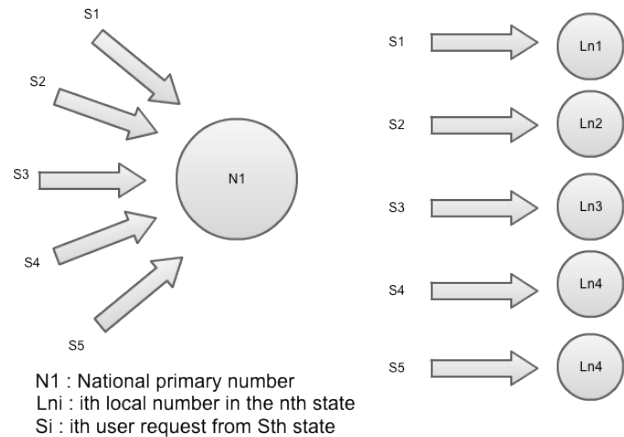 S1
S2
S3
S4
S5
N1
S1
Ln1
S2
Ln2
S3
Ln3
S4
Ln4
S5
Ln4
N1 : National primary number
Lni : ith local number in the nth state
Si : ith user request from Sth state